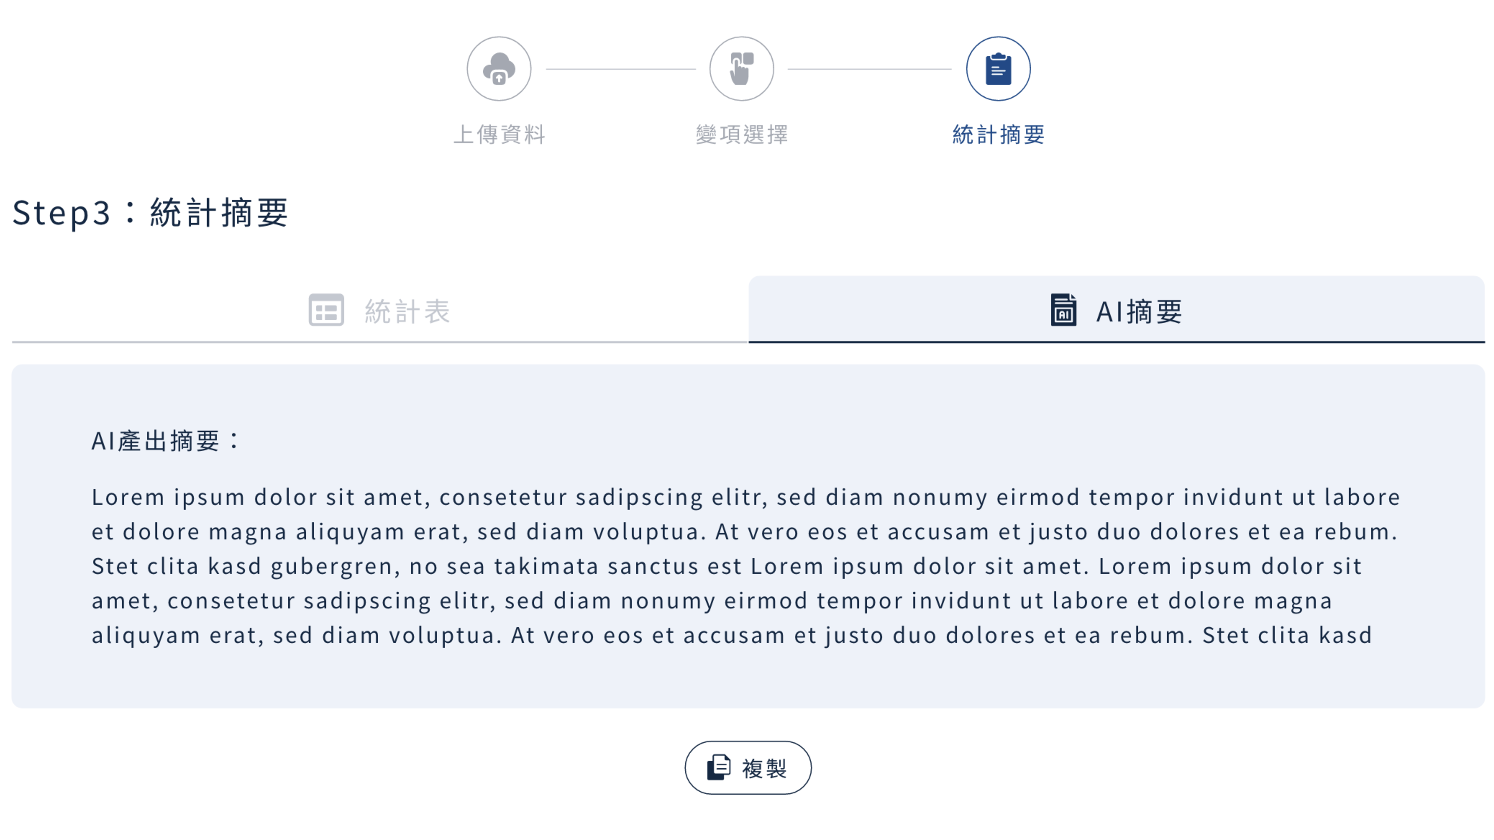 上傳資料
變項選擇
統計摘要
Step3：統計摘要
統計表
AI
AI摘要
AI產出摘要：
Lorem ipsum dolor sit amet, consetetur sadipscing elitr, sed diam nonumy eirmod tempor invidunt ut labore
et dolore magna aliquyam erat, sed diam voluptua. At vero eos et accusam et justo duo dolores et ea rebum.
Stet clita kasd gubergren, no sea takimata sanctus est Lorem ipsum dolor sit amet. Lorem ipsum dolor sit
amet, consetetur sadipscing elitr, sed diam nonumy eirmod tempor invidunt ut labore et dolore magna
aliquyam erat, sed diam voluptua. At vero eos et accusam et justo duo dolores et ea rebum. Stet clita kasd
複製